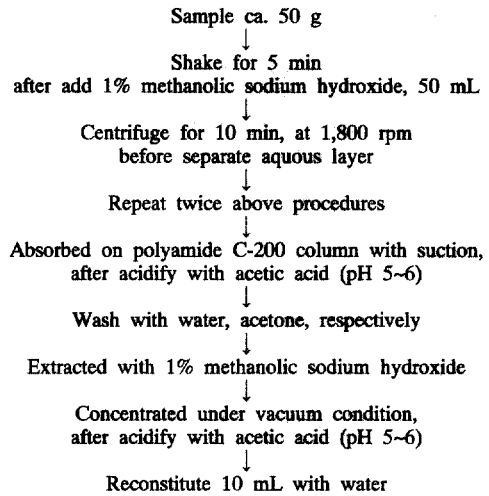 Sample ca. 50 g
↓
Shake for 5 min
after add 1% methanolic sodium hydroxide, 50 mL
↓
Centrifuge for 10 min, at 1,800 rpm
before separate aquous layer
↓
Repeat twice above procedures
↓
Absorbed on polyamide C-200 column with suction,
after acidify with acetic acid (pH 5~6)
↓
Wash with water, acetone, respectively
↓
Extracted with 1% methanolic sodium hydroxide
↓
Concentrated under vacuum condition,
after acidify with acetic acid (pH 5~6)
↓
Reconstitute 10 mL with water